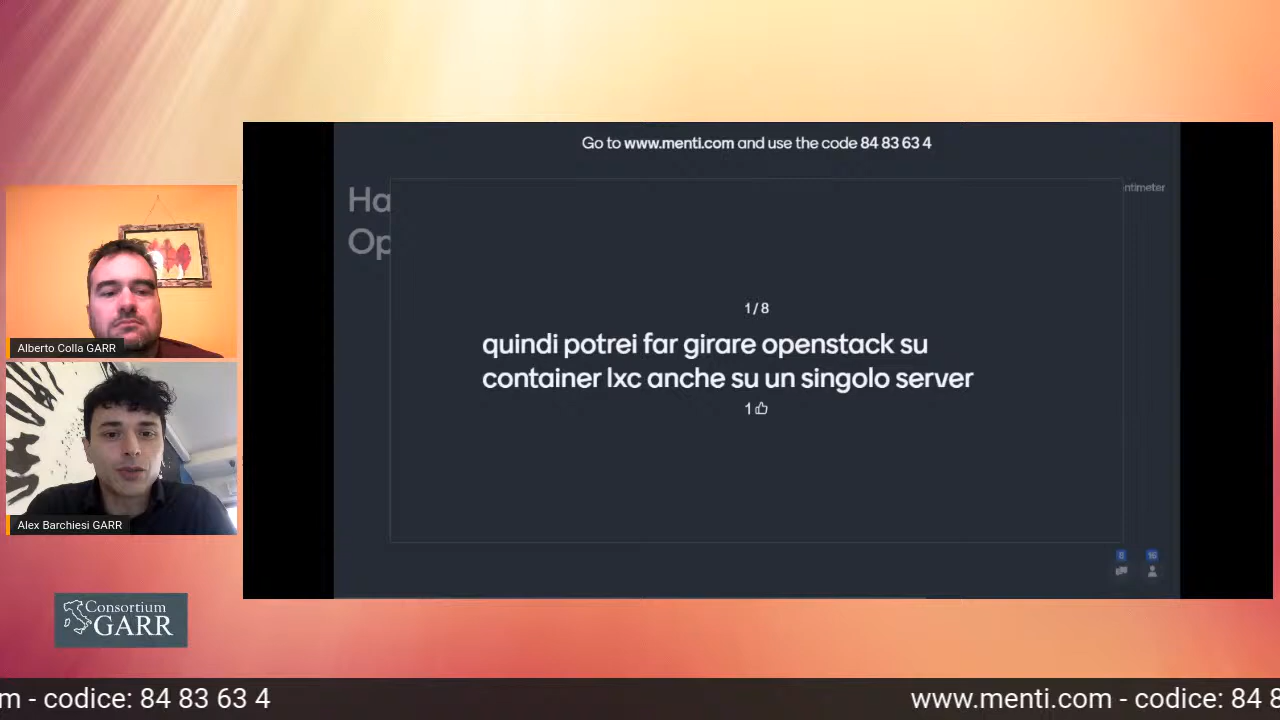 Go to www.menti.com and use the code 84 83 63 4
Ha
Op
ntimeter
1/8
quindi potrei far girare openstack su
container lxc anche su un singolo server
1
8
16
Alberto Colla GARR
Alex Barchiesi GARR
Consortium
GARR
m - codice: 84 83 63 4
www.menti.com - codice: 84 8